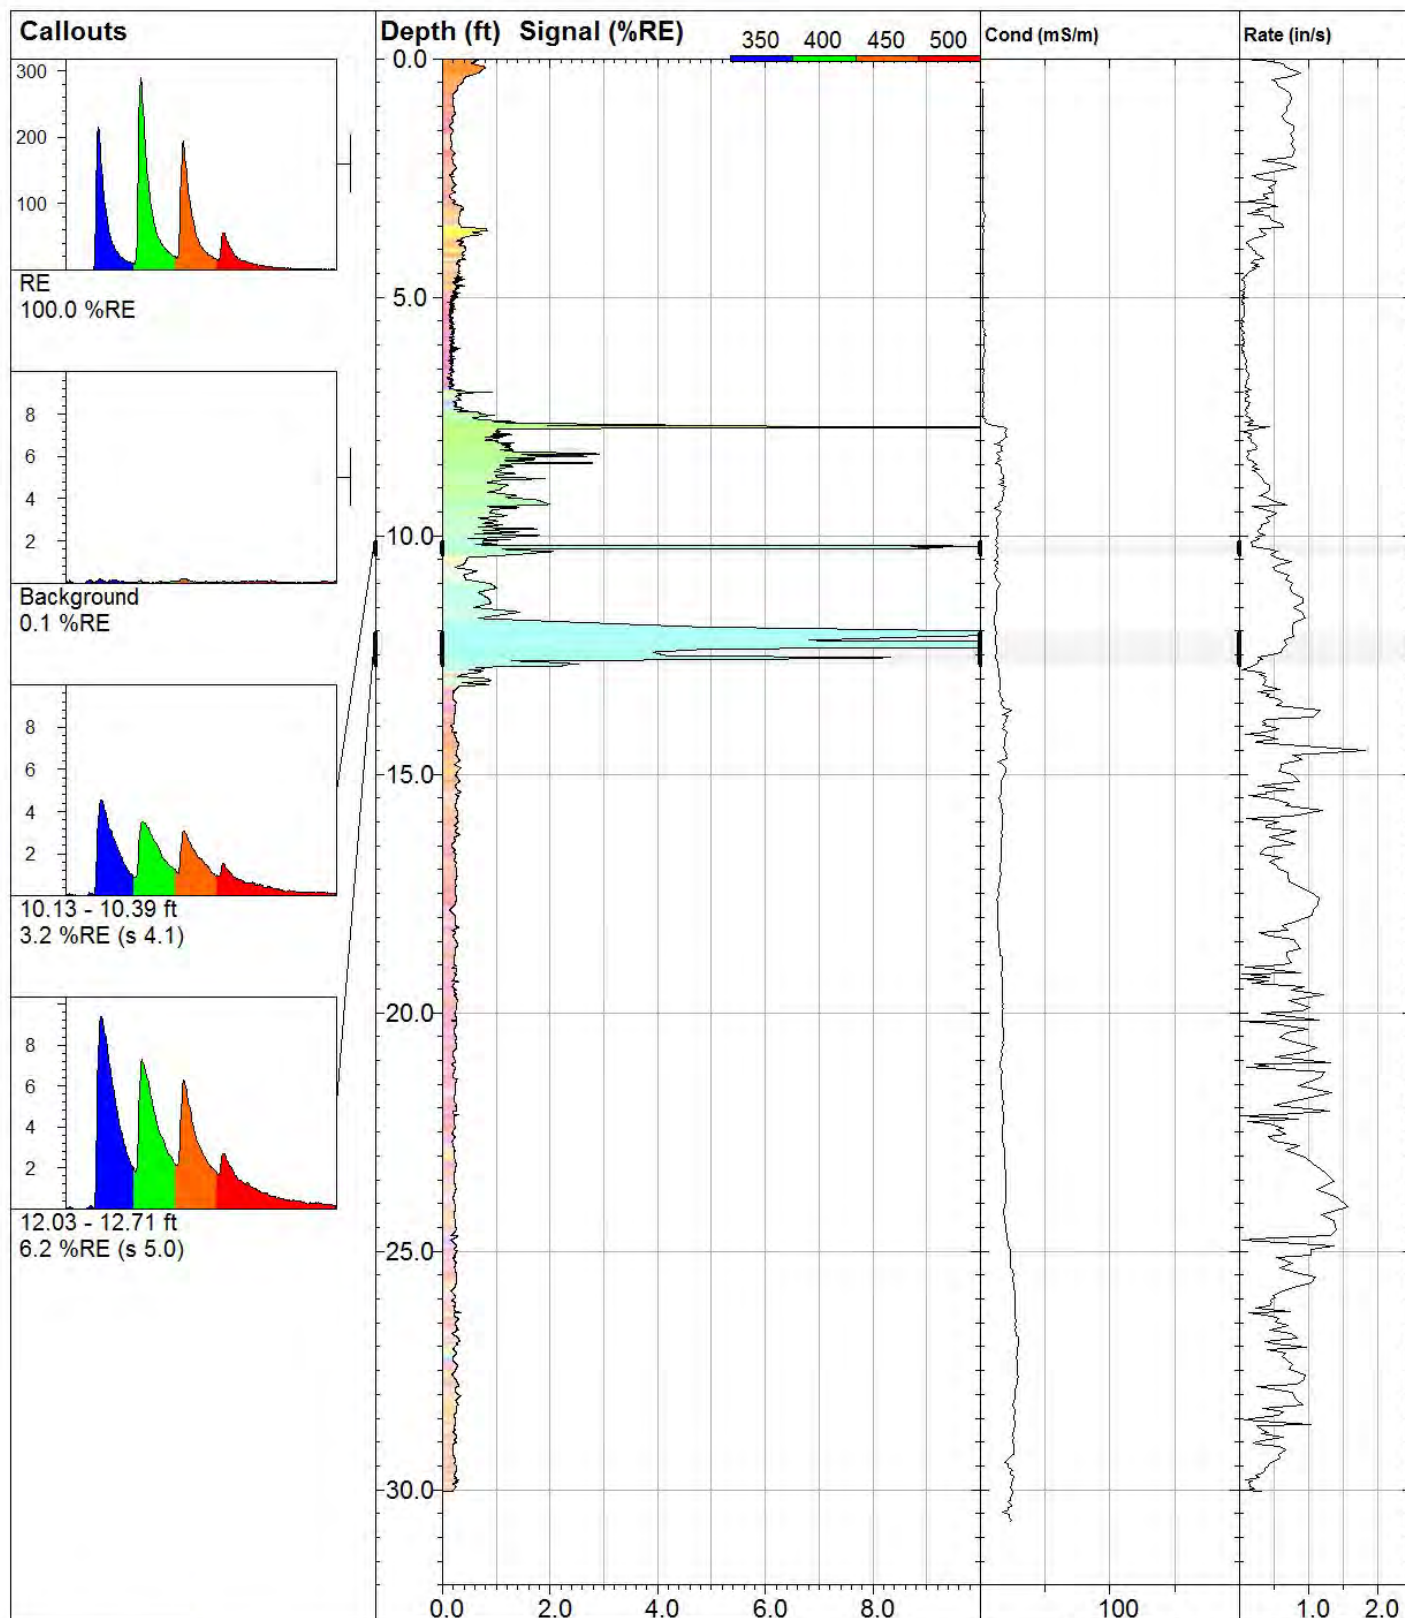 Callouts
Depth (ft) Signal (%RE)
350 400 450 500
Cond (mS/m)
Rate (in/s)
300
200
100
RE
100.0 %RE
8
6
4
2
Background
0.1 %RE
8
6
4
2
10.13 - 10.39 ft
3.2 %RE (s 4.1)
8
6
4
2
12.03 - 12.71 ft
6.2 %RE (s 5.0)
0.0
5.0
10.0
15.0
20.0
25.0
30.0
0.0 2.0 4.0 6.0 8.0
100
1.0 2.0